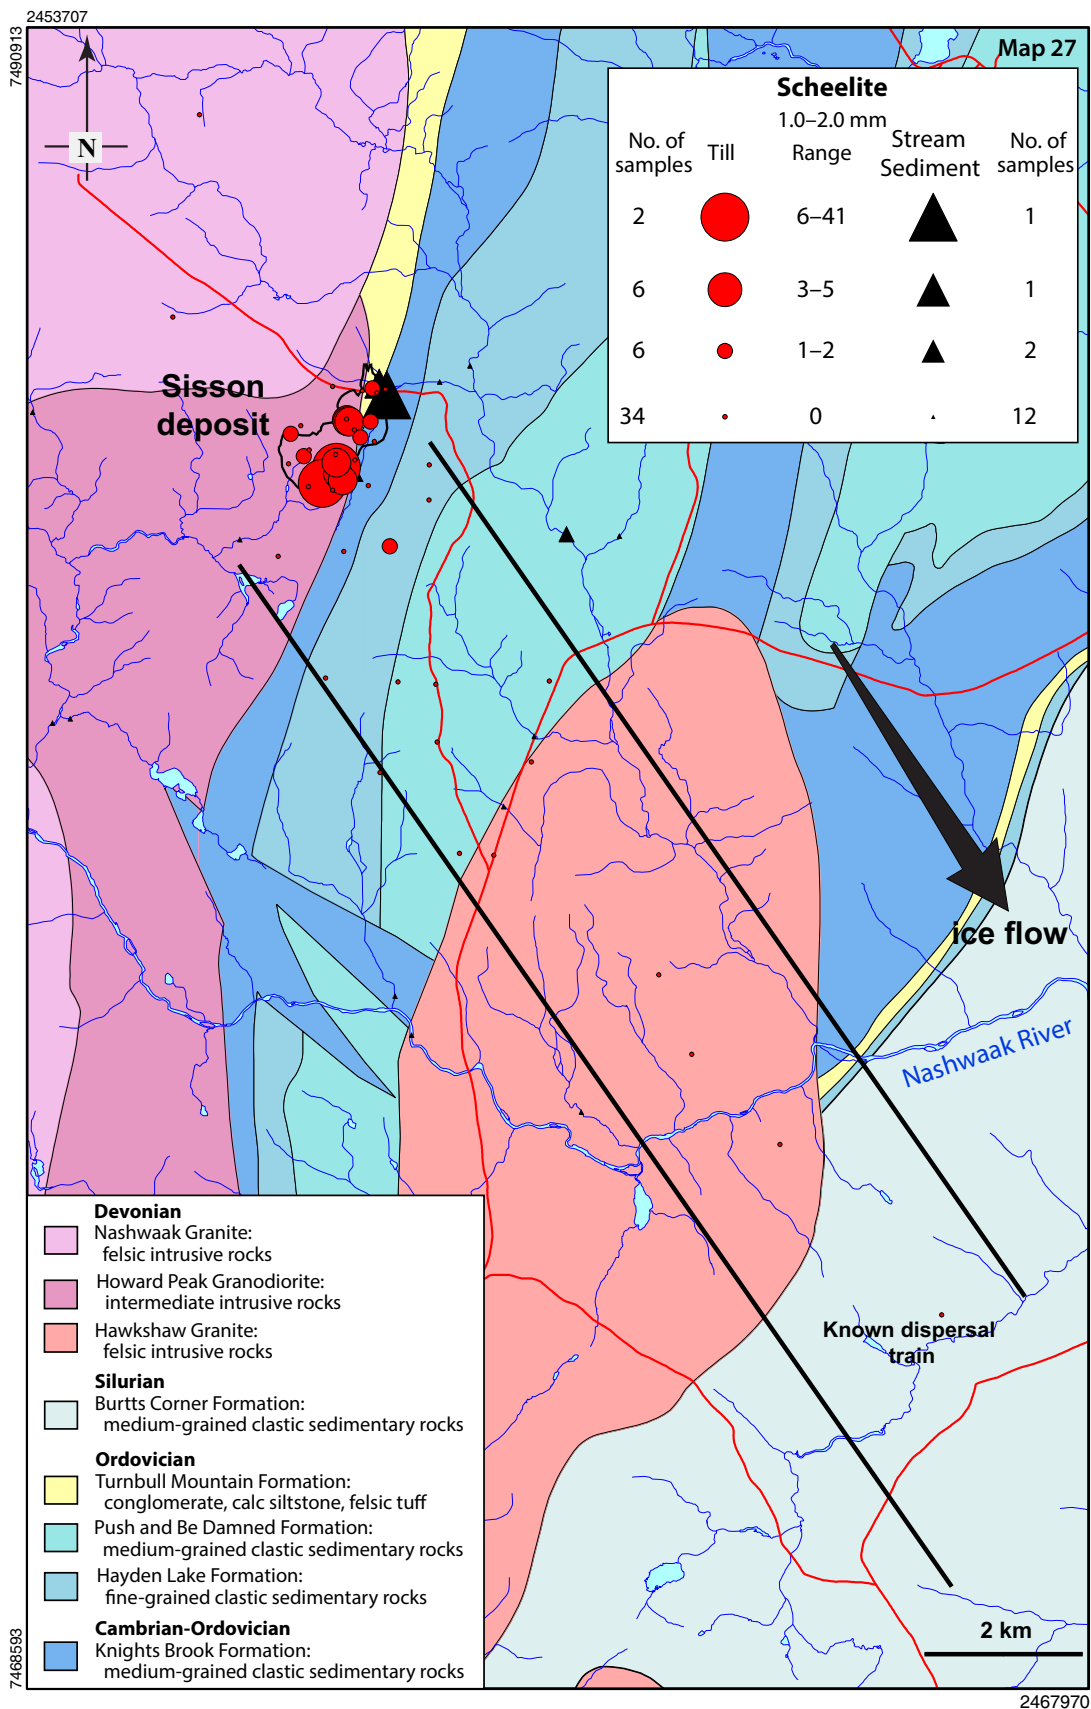 2453707
7490913
Map 27
N
Scheelite
1.0–2.0 mm
No. of samples Till Range Stream Sediment No. of samples
2 6–41 1
6 3–5 1
6 1–2 2
34 0 12
Sisson
deposit
ice flow
Nashwaak River
Known dispersal
train
Devonian
Nashwaak Granite:
felsic intrusive rocks
Howard Peak Granodiorite:
intermediate intrusive rocks
Hawkshaw Granite:
felsic intrusive rocks
Silurian
Burtts Corner Formation:
medium-grained clastic sedimentary rocks
Ordovician
Turnbull Mountain Formation:
conglomerate, calc siltstone, felsic tuff
Push and Be Damned Formation:
medium-grained clastic sedimentary rocks
Hayden Lake Formation:
fine-grained clastic sedimentary rocks
Cambrian-Ordovician
Knights Brook Formation:
medium-grained clastic sedimentary rocks
2 km
7468593
2467970